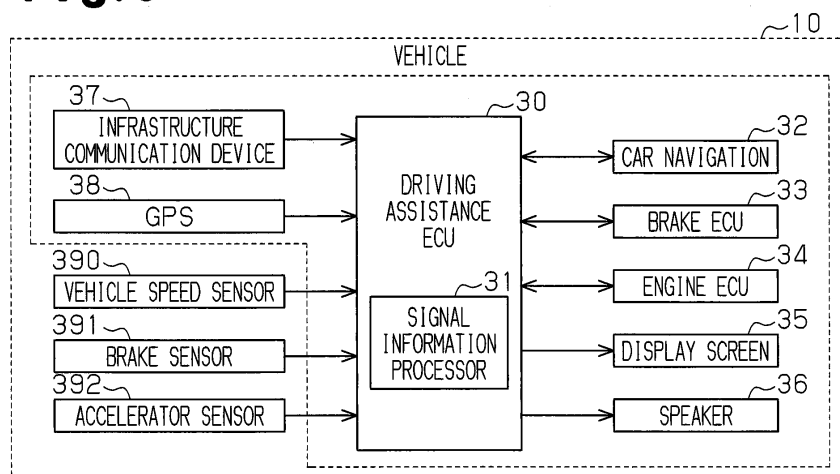 10
VEHICLE
37
INFRASTRUCTURE
COMMUNICATION DEVICE
38
GPS
390
VEHICLE SPEED SENSOR
391
BRAKE SENSOR
392
ACCELERATOR SENSOR
30
DRIVING
ASSISTANCE
ECU
31
SIGNAL
INFORMATION
PROCESSOR
32
CAR NAVIGATION
33
BRAKE ECU
34
ENGINE ECU
35
DISPLAY SCREEN
36
SPEAKER